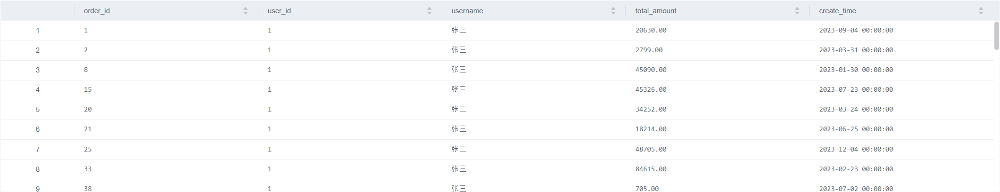 order_id user_id username total_amount create_time
1 1 1 张三 20630.00 2023-09-04 00:00:00
2 2 1 张三 2799.00 2023-03-31 00:00:00
3 8 1 张三 45090.00 2023-01-30 00:00:00
4 15 1 张三 45326.00 2023-07-23 00:00:00
5 20 1 张三 34252.00 2023-03-24 00:00:00
6 21 1 张三 18214.00 2023-06-25 00:00:00
7 25 1 张三 48705.00 2023-12-04 00:00:00
8 33 1 张三 84615.00 2023-02-23 00:00:00
9 38 1 张三 705.00 2023-07-02 00:00:00